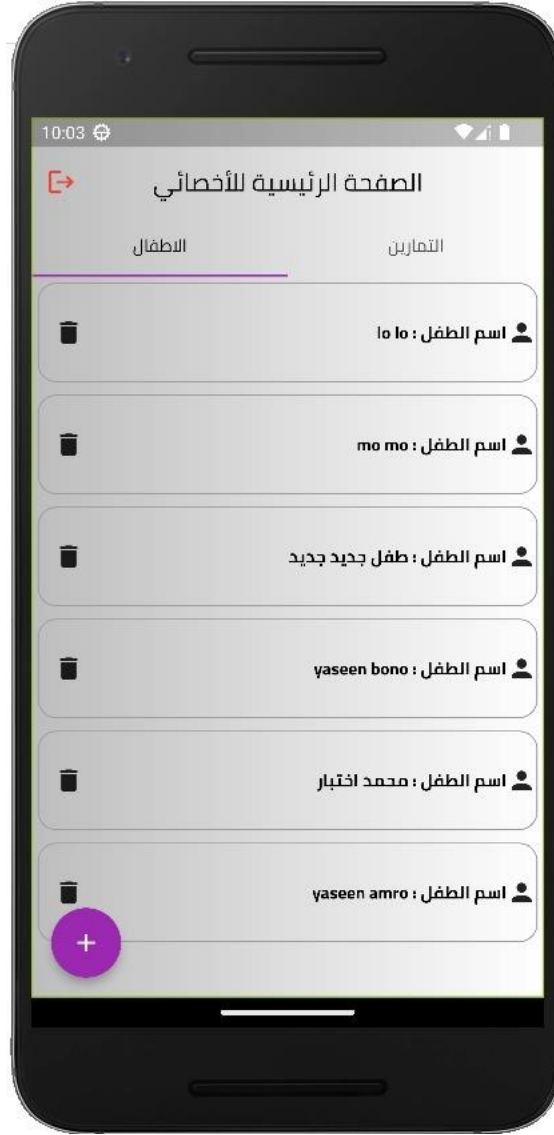 10:03
الصفحة الرئيسية للأخصائي
التمارين
الاطفال
اسم الطفل : lo lo
اسم الطفل : mo mo
اسم الطفل : طفل جديد جديد
اسم الطفل : yaseen bono
اسم الطفل : محمد اختبار
اسم الطفل : yaseen amro